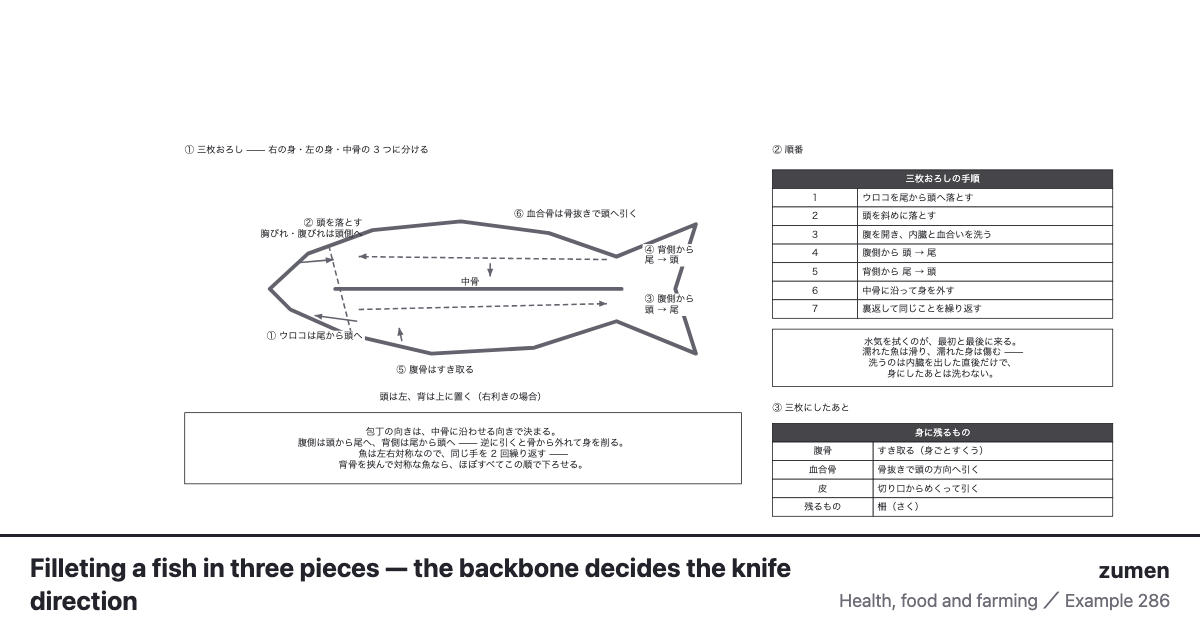 ① 三枚おろし —— 右の身・左の身・中骨の 3 つに分ける
② 頭を落とす
胸びれ・腹びれは頭側へ
⑥ 血合骨は骨抜きで頭へ引く
④ 背側から
尾 → 頭
中骨
③ 腹側から
頭 → 尾
① ウロコは尾から頭へ
⑤ 腹骨はすき取る
頭は左、背は上に置く（右利きの場合）
包丁の向きは、中骨に沿わせる向きで決まる。
腹側は頭から尾へ、背側は尾から頭へ —— 逆に引くと骨から外れて身を削る。
魚は左右対称なので、同じ手を 2 回繰り返す ——
背骨を挟んで対称な魚なら、ほぼすべてこの順で下ろせる。
② 順番
三枚おろしの手順
1 ウロコを尾から頭へ落とす
2 頭を斜めに落とす
3 腹を開き、内臓と血合いを洗う
4 腹側から 頭 → 尾
5 背側から 尾 → 頭
6 中骨に沿って身を外す
7 裏返して同じことを繰り返す
水気を拭くのが、最初と最後に来る。
濡れた魚は滑り、濡れた身は傷む ——
洗うのは内臓を出した直後だけで、
身にしたあとは洗わない。
③ 三枚にしたあと
身に残るもの
腹骨 すき取る（身ごとすくう）
血合骨 骨抜きで頭の方向へ引く
皮 切り口からめくって引く
残るもの 柵（さく）
Filleting a fish in three pieces — the backbone decides the knife
direction
zumen
Health, food and farming ／ Example 286